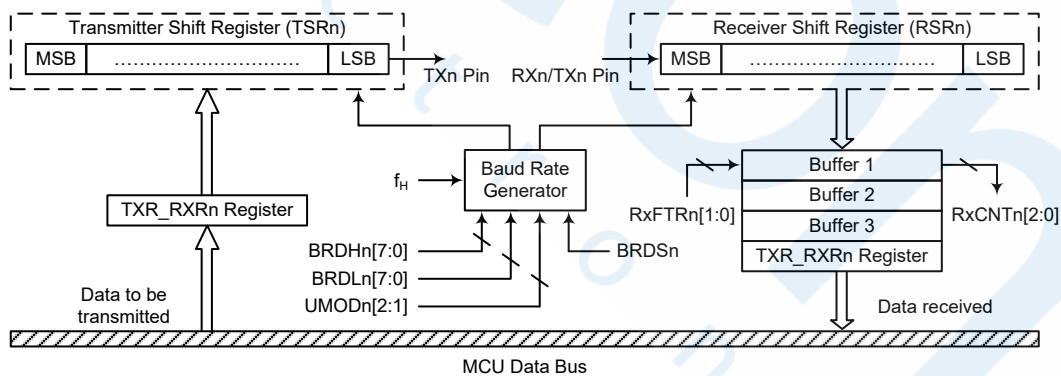 Transmitter Shift Register (TSRn)
MSB ............................. LSB
TXn Pin
RXn/TXn Pin
Receiver Shift Register (RSRn)
MSB ............................. LSB
Baud Rate
Generator
fH
TXR_RXRn Register
BRDHn[7:0]
BRDLn[7:0]
UMODn[2:1]
BRDSn
RxFTRn[1:0]
Buffer 1
Buffer 2
Buffer 3
TXR_RXRn Register
RxCNTn[2:0]
Data to be
transmitted
Data received
MCU Data Bus